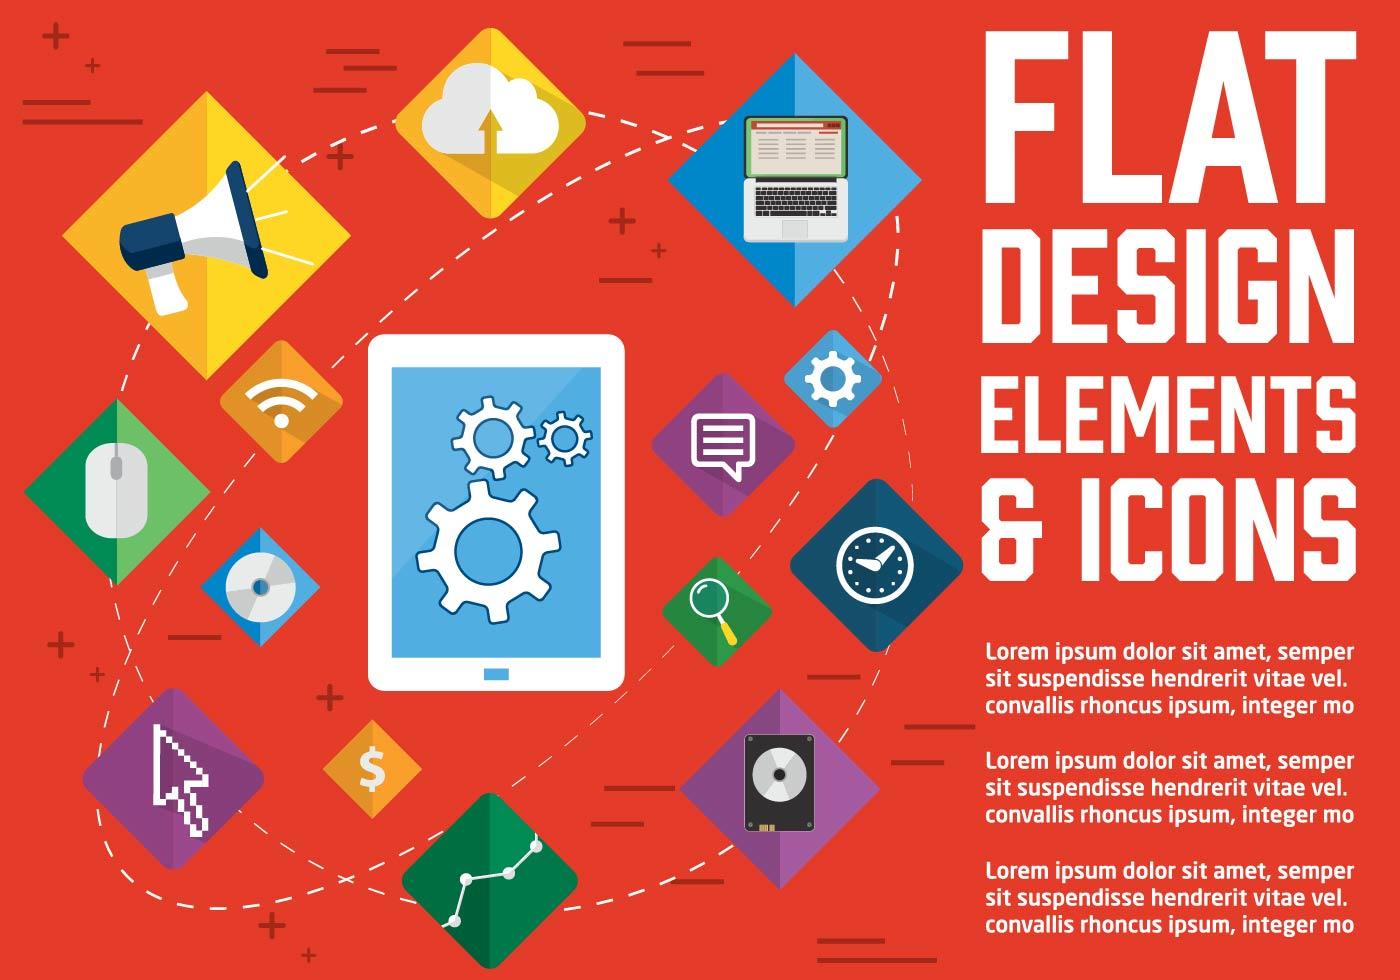 FLAT
DESIGN
ELEMENTS
& ICONS
Lorem ipsum dolor sit amet, semper
sit suspendisse hendrerit vitae vel.
convallis rhoncus ipsum, integer mo
Lorem ipsum dolor sit amet, semper
sit suspendisse hendrerit vitae vel.
convallis rhoncus ipsum, integer mo
Lorem ipsum dolor sit amet, semper
sit suspendisse hendrerit vitae vel.
convallis rhoncus ipsum, integer mo
$